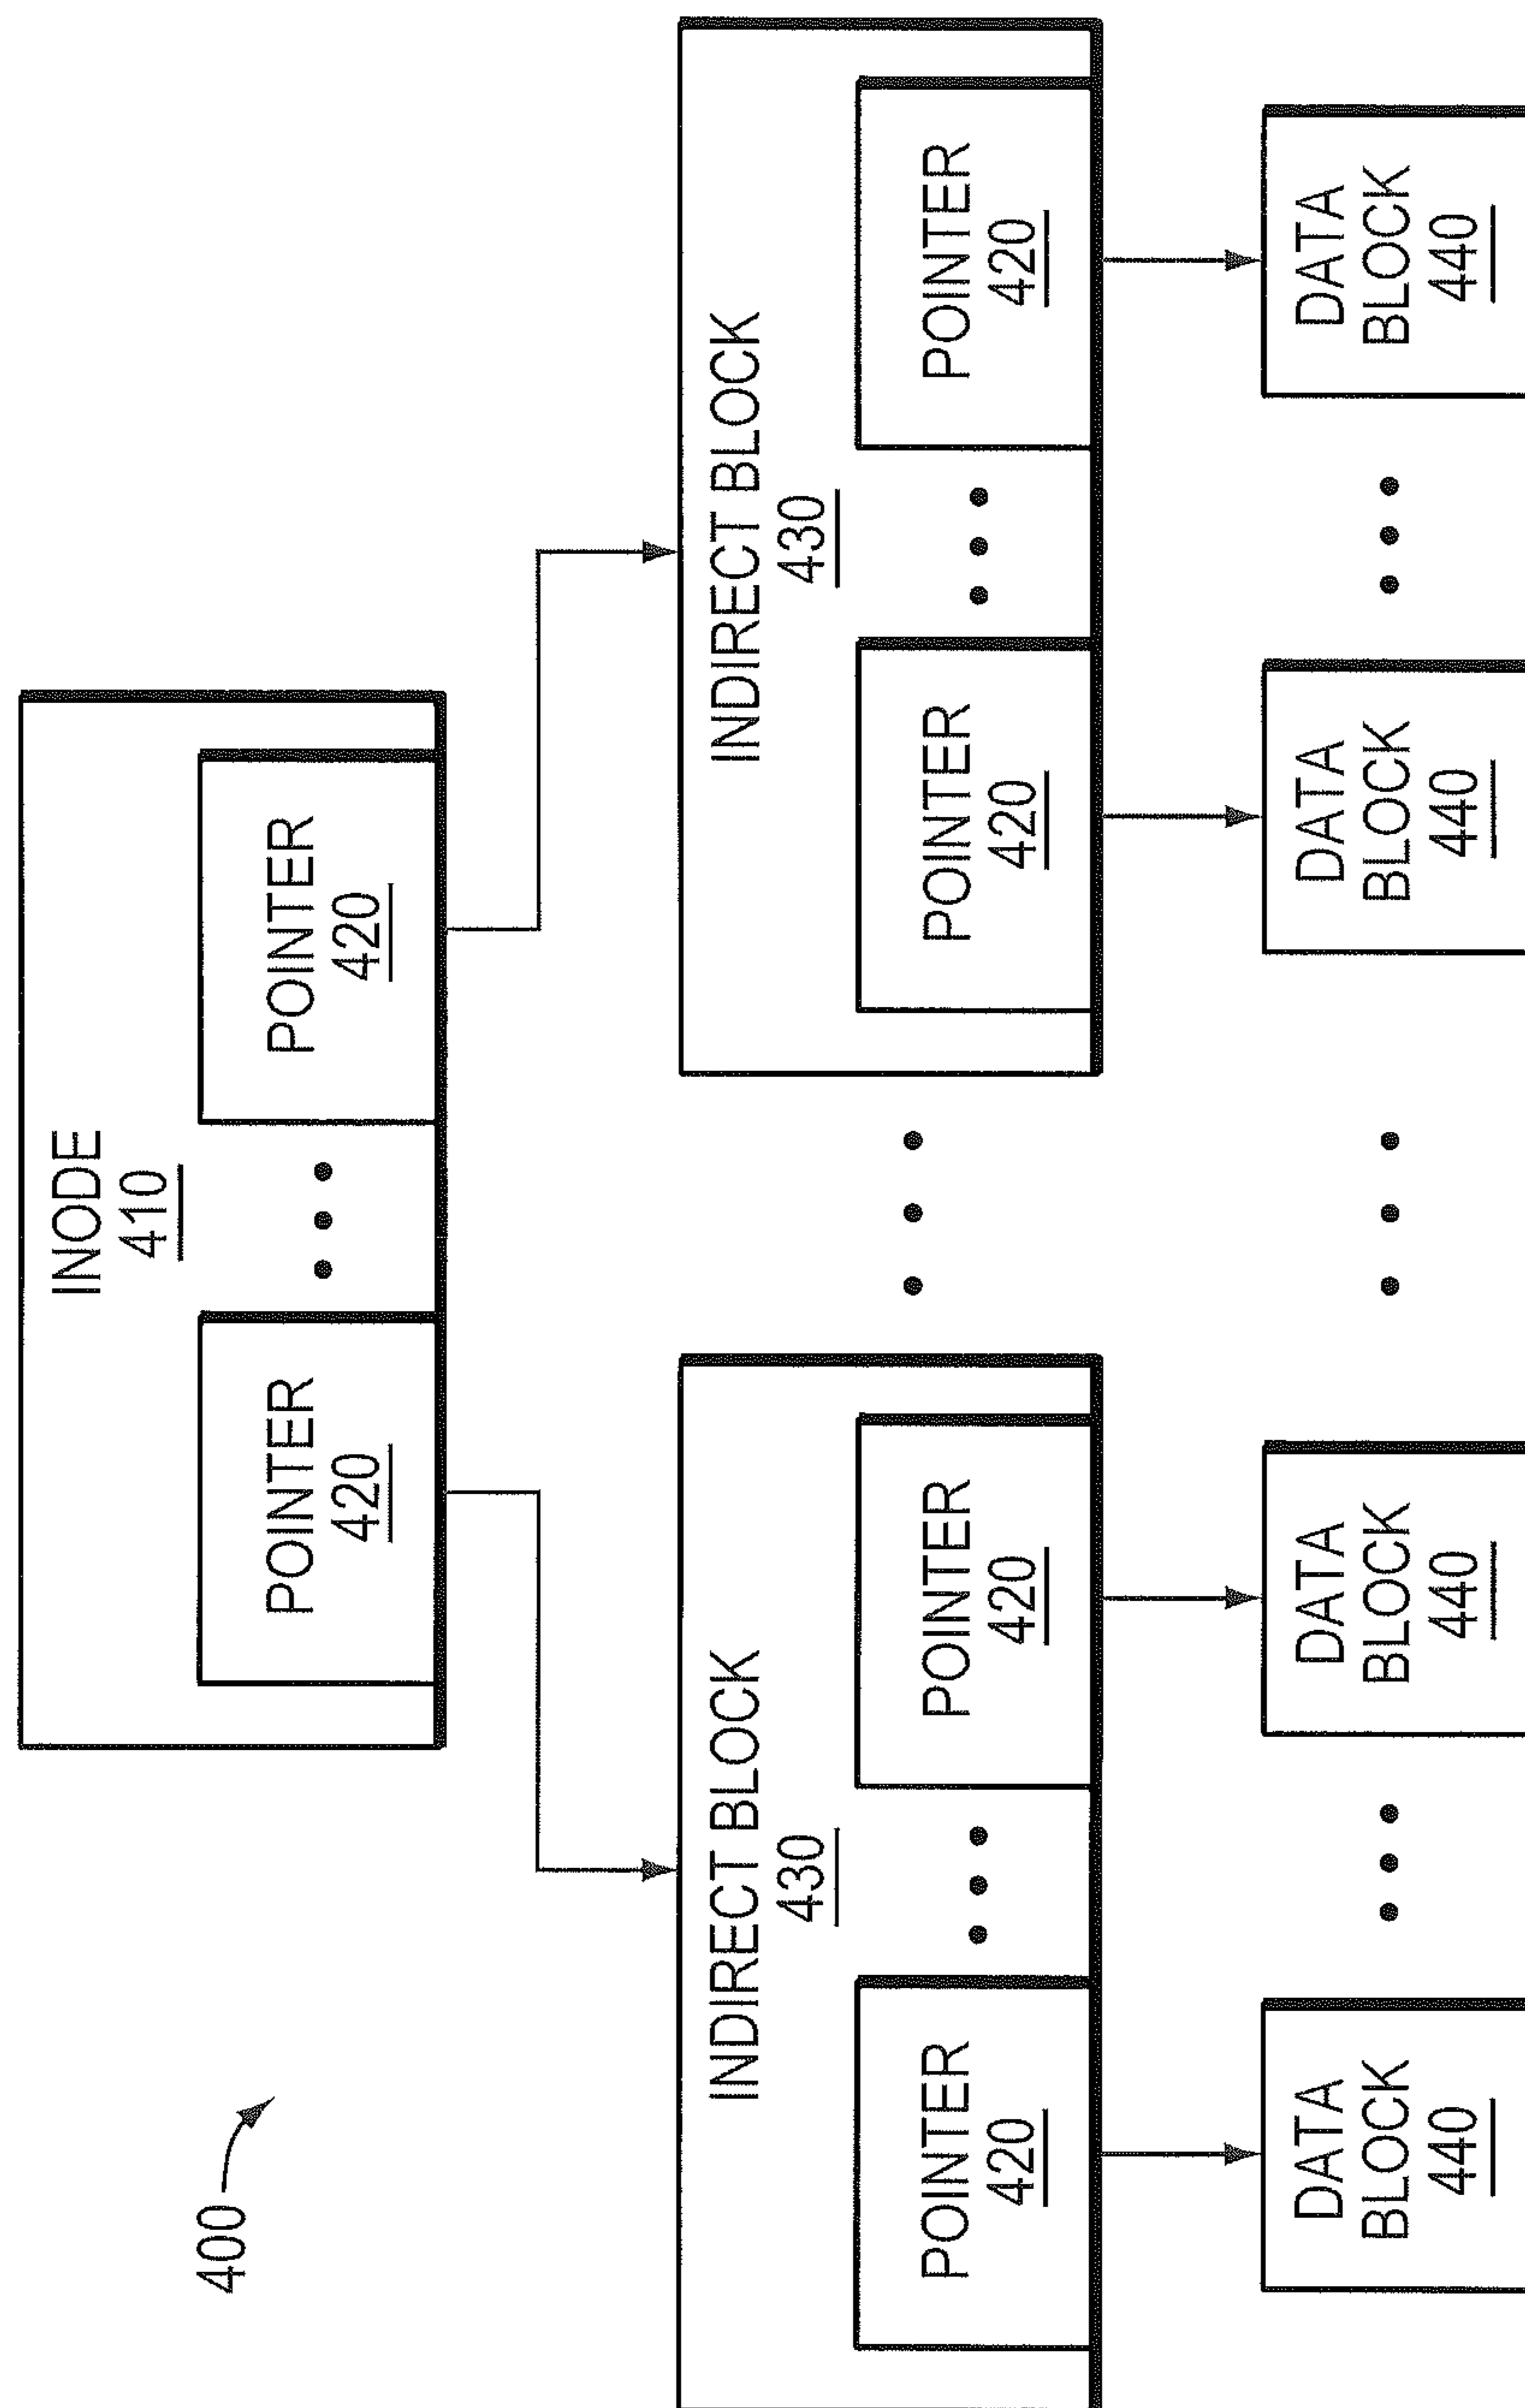 400
INODE
410
POINTER
420
• • •
POINTER
420
INDIRECT BLOCK
430
POINTER
420
• • •
POINTER
420
• • •
INDIRECT BLOCK
430
POINTER
420
• • •
POINTER
420
DATA
BLOCK
440
• • •
DATA
BLOCK
440
• • •
DATA
BLOCK
440
• • •
DATA
BLOCK
440